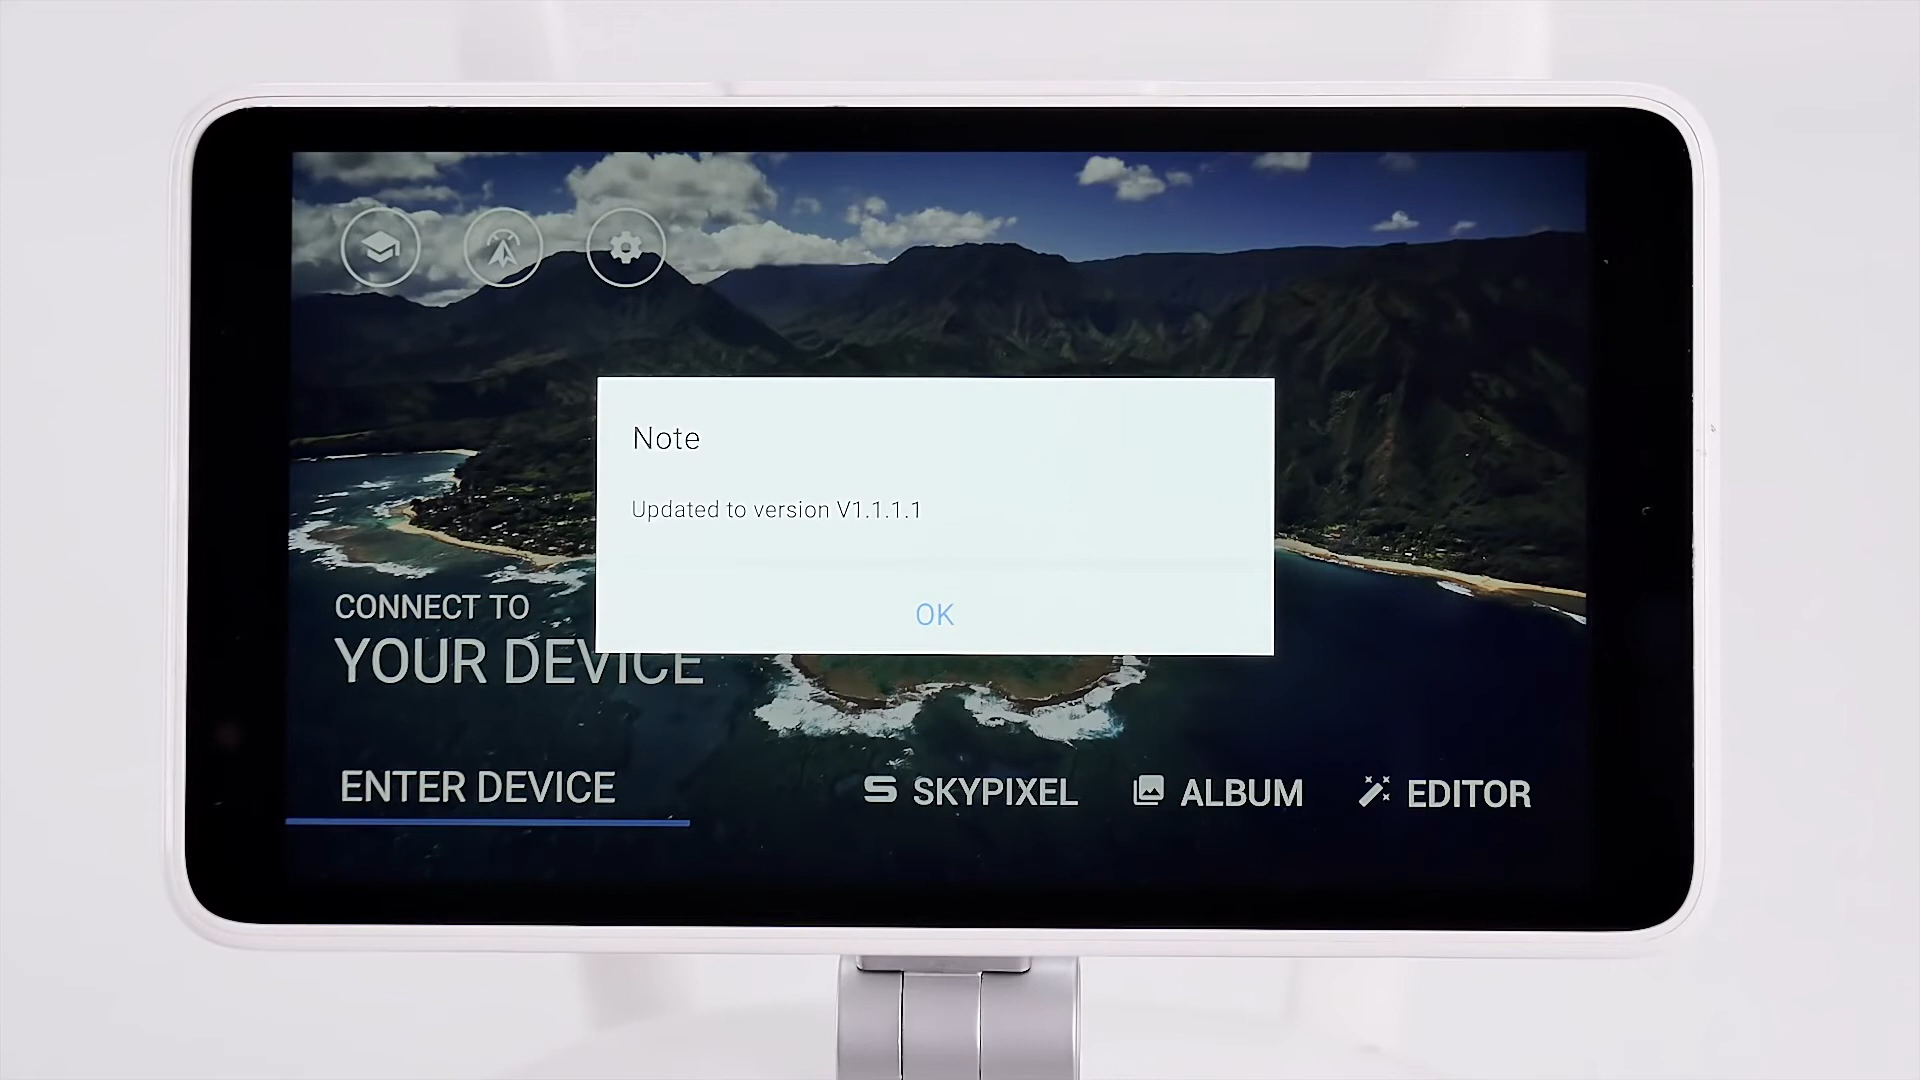 Note
Updated to version V1.1.1.1
OK
CONNECT TO
YOUR DEVICE
ENTER DEVICE
SKYPIXEL
ALBUM
EDITOR